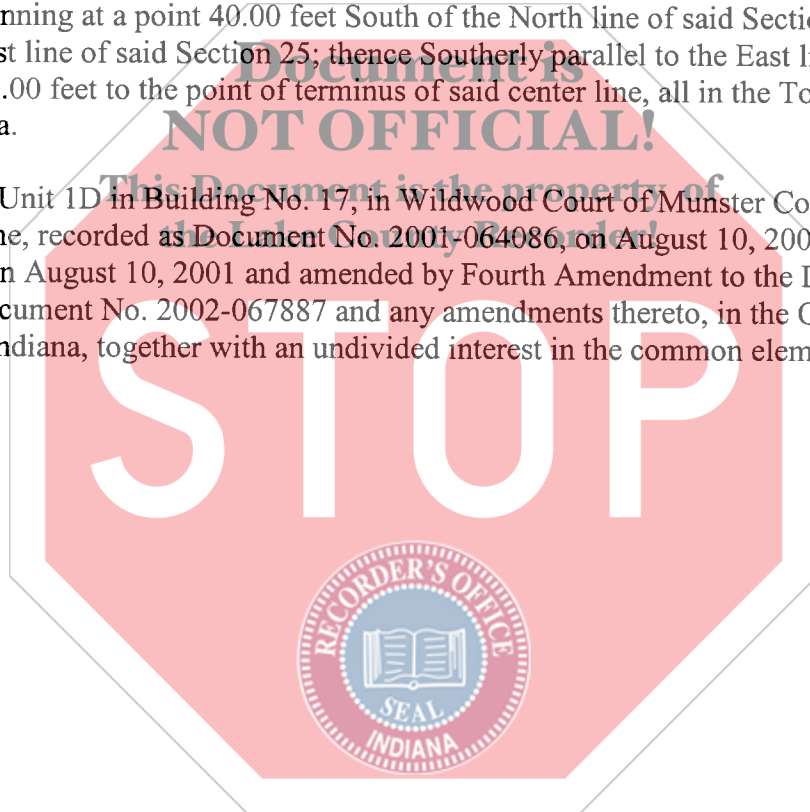 nning at a point 40.00 feet South of the North line of said Secti
st line of said Section 25; thence Southerly parallel to the East li
.00 feet to the point of terminus of said center line, all in the To
a.
Document is
NOT OFFICIAL!
This Document is the property of
the Lake County Recorder!
Unit 1D in Building No. 17, in Wildwood Court of Munster Co
ne, recorded as Document No. 2001-064086, on August 10, 200
n August 10, 2001 and amended by Fourth Amendment to the
cument No. 2002-067887 and any amendments thereto, in the
ndiana, together with an undivided interest in the common elem
STOP
RECORDER'S OFFICE
SEAL
INDIANA